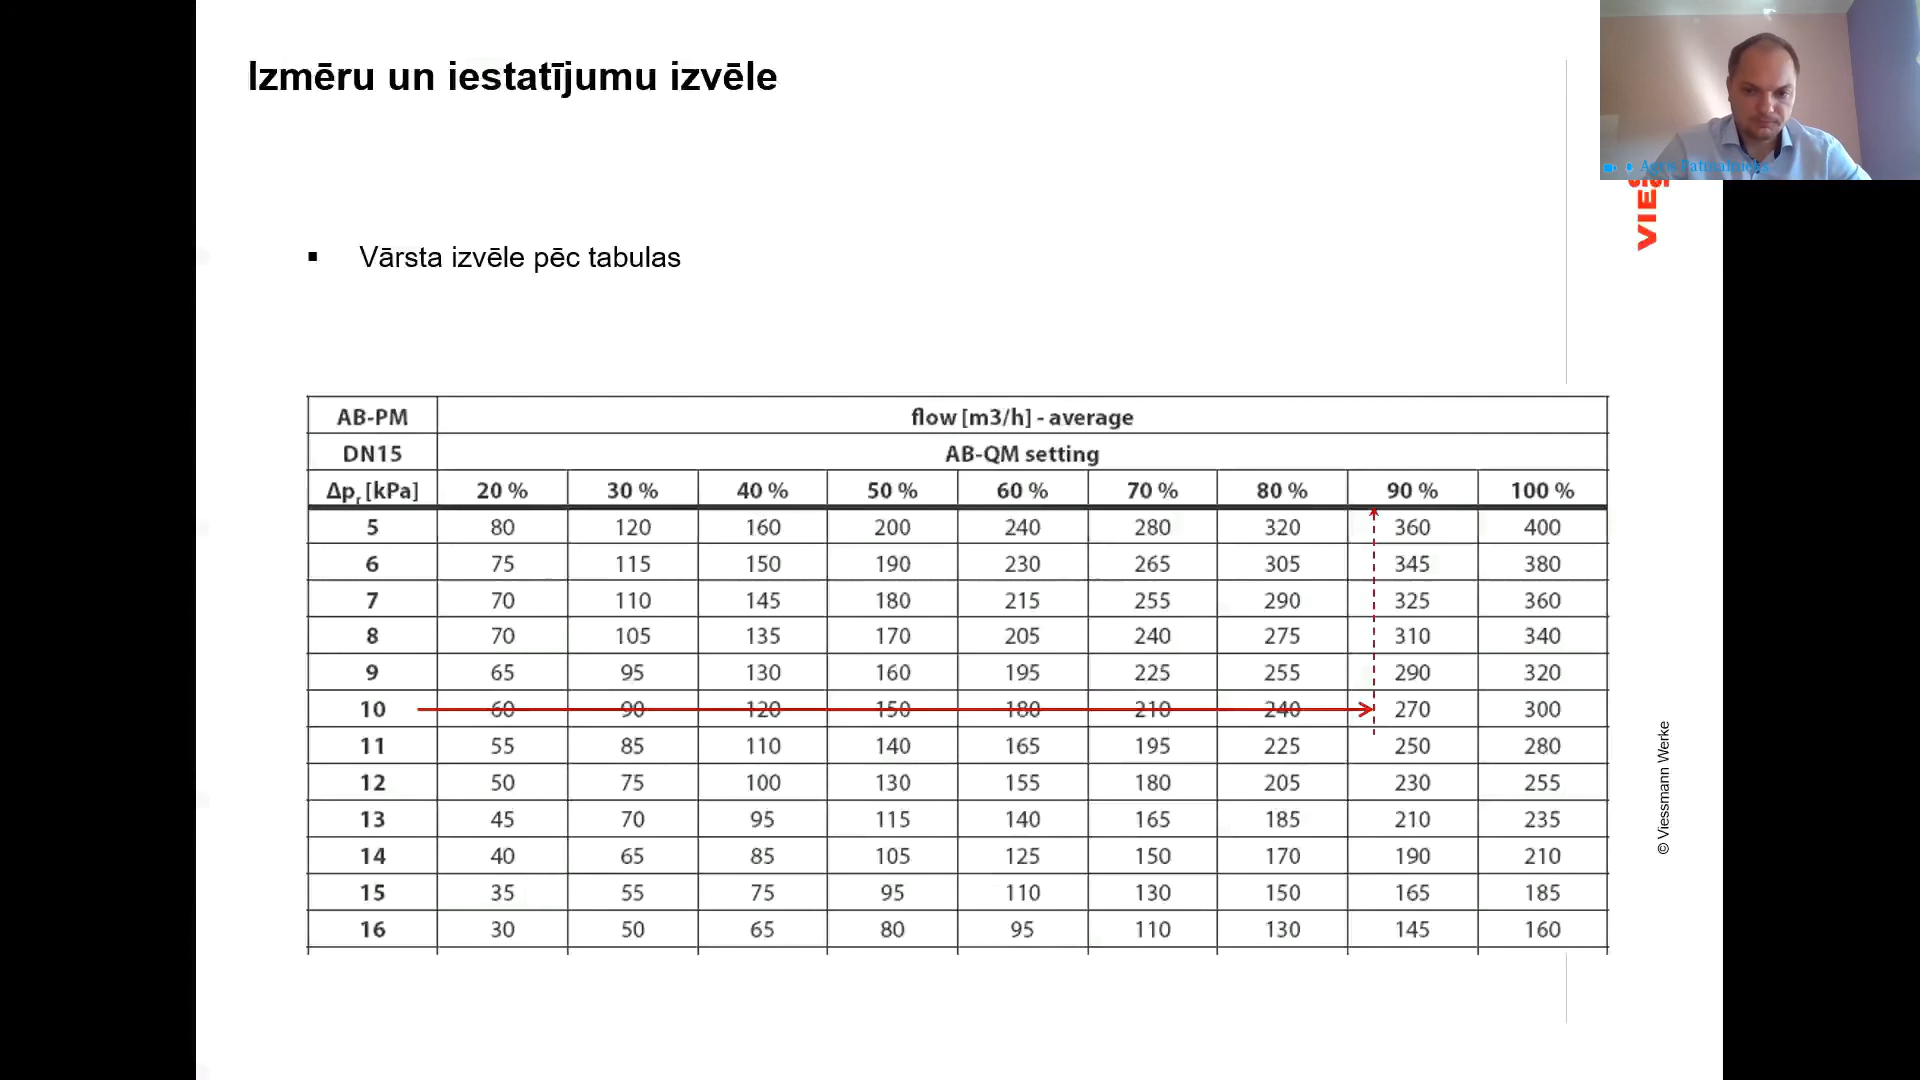 Izmēru un iestatījumu izvēle
▪ Vārsta izvēle pēc tabulas
AB-PM flow [m3/h] - average
DN15 AB-QM setting
Δpr [kPa] 20 % 30 % 40 % 50 % 60 % 70 % 80 % 90 % 100 %
5 80 120 160 200 240 280 320 360 400
6 75 115 150 190 230 265 305 345 380
7 70 110 145 180 215 255 290 325 360
8 70 105 135 170 205 240 275 310 340
9 65 95 130 160 195 225 255 290 320
10 60 90 120 150 180 210 240 270 300
11 55 85 110 140 165 195 225 250 280
12 50 75 100 130 155 180 205 230 255
13 45 70 95 115 140 165 185 210 235
14 40 65 85 105 125 150 170 190 210
15 35 55 75 95 110 130 150 165 185
16 30 50 65 80 95 110 130 145 160
© Viessmann Werke